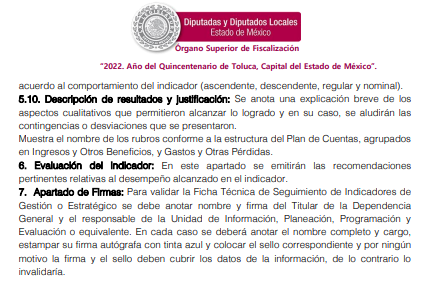 Diputadas y Diputados Locales
Estado de México
Órgano Superior de Fiscalización
"2022. Año del Quincentenario de Toluca, Capital del Estado de México".
acuerdo al comportamiento del indicador (ascendente, descendente, regular y nominal).
5.10. Descripción de resultados y justificación: Se anota una explicación breve de los
aspectos cualitativos que permitieron alcanzar lo logrado y en su caso, se aludirán las
contingencias o desviaciones que se presentaron.
Muestra el nombre de los rubros conforme a la estructura del Plan de Cuentas, agrupados
en Ingresos y Otros Beneficios, y Gastos y Otras Pérdidas.
6. Evaluación del indicador: En este apartado se emitirán las recomendaciones
pertinentes relativas al desempeño alcanzado en el indicador.
7. Apartado de Firmas: Para validar la Ficha Técnica de Seguimiento de Indicadores de
Gestión o Estratégico se debe anotar nombre y firma del Titular de la Dependencia
General y el responsable de la Unidad de Información, Planeación, Programación y
Evaluación o equivalente. En cada caso se deberá anotar el nombre completo y cargo,
estampar su firma autógrafa con tinta azul y colocar el sello correspondiente y por ningún
motivo la firma y el sello deben cubrir los datos de la información, de lo contrario lo
invalidaría.